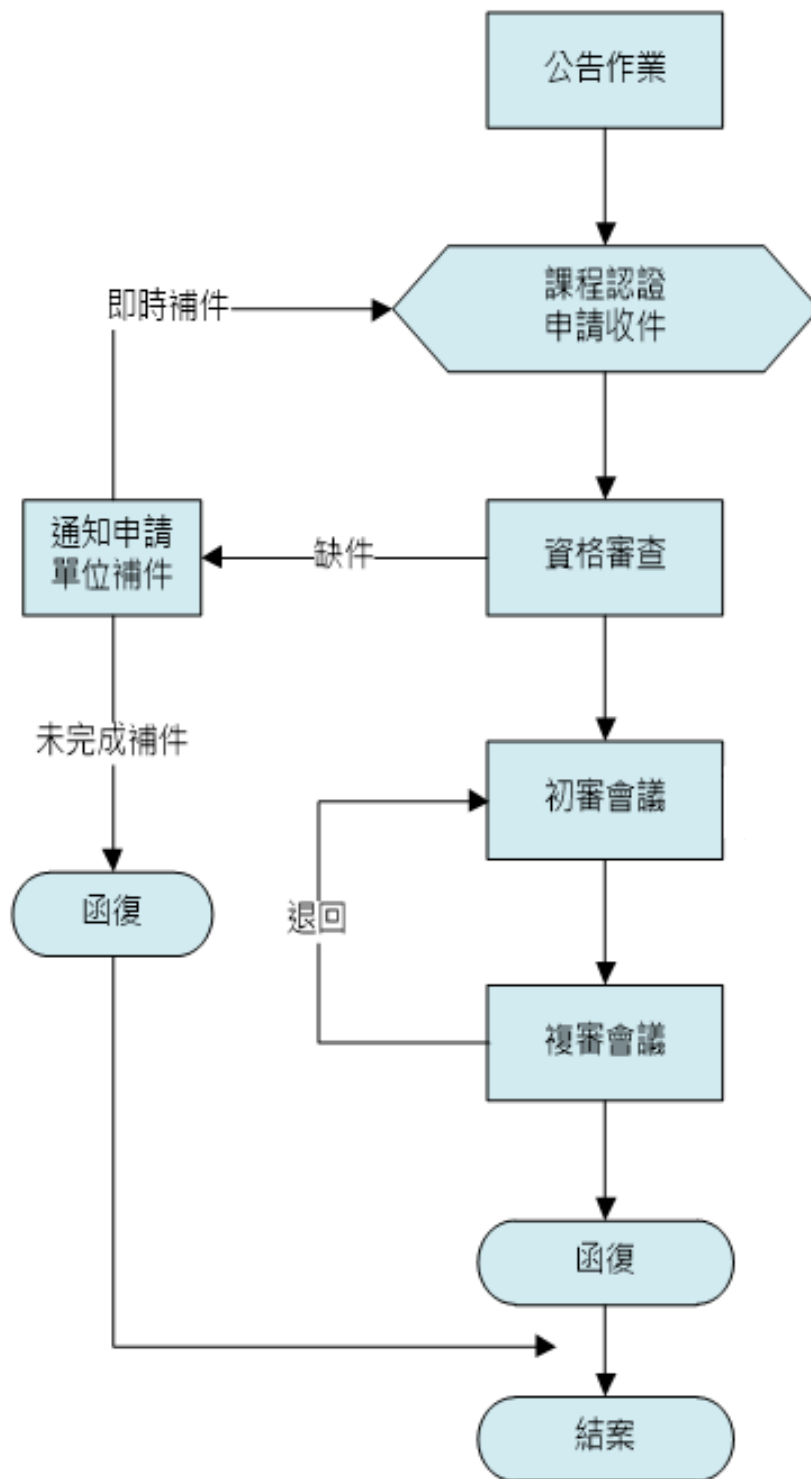 公告作業
課程認證
申請收件
即時補件
通知申請
單位補件
缺件
資格審查
未完成補件
初審會議
函復
退回
複審會議
函復
結案